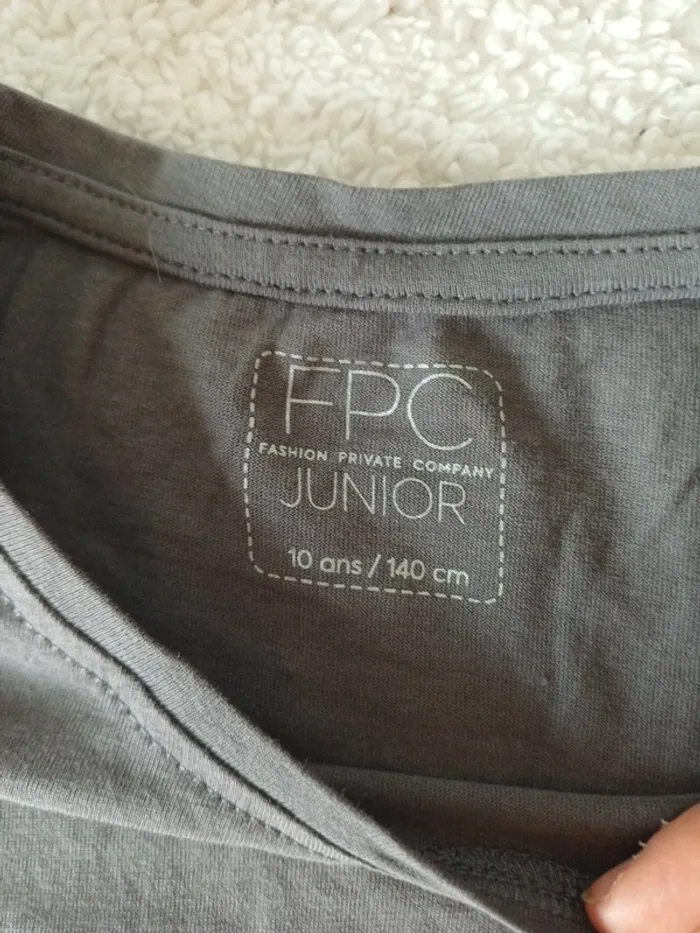 FPC
FASHION PRIVATE COMPANY
JUNIOR
10 ans / 140 cm